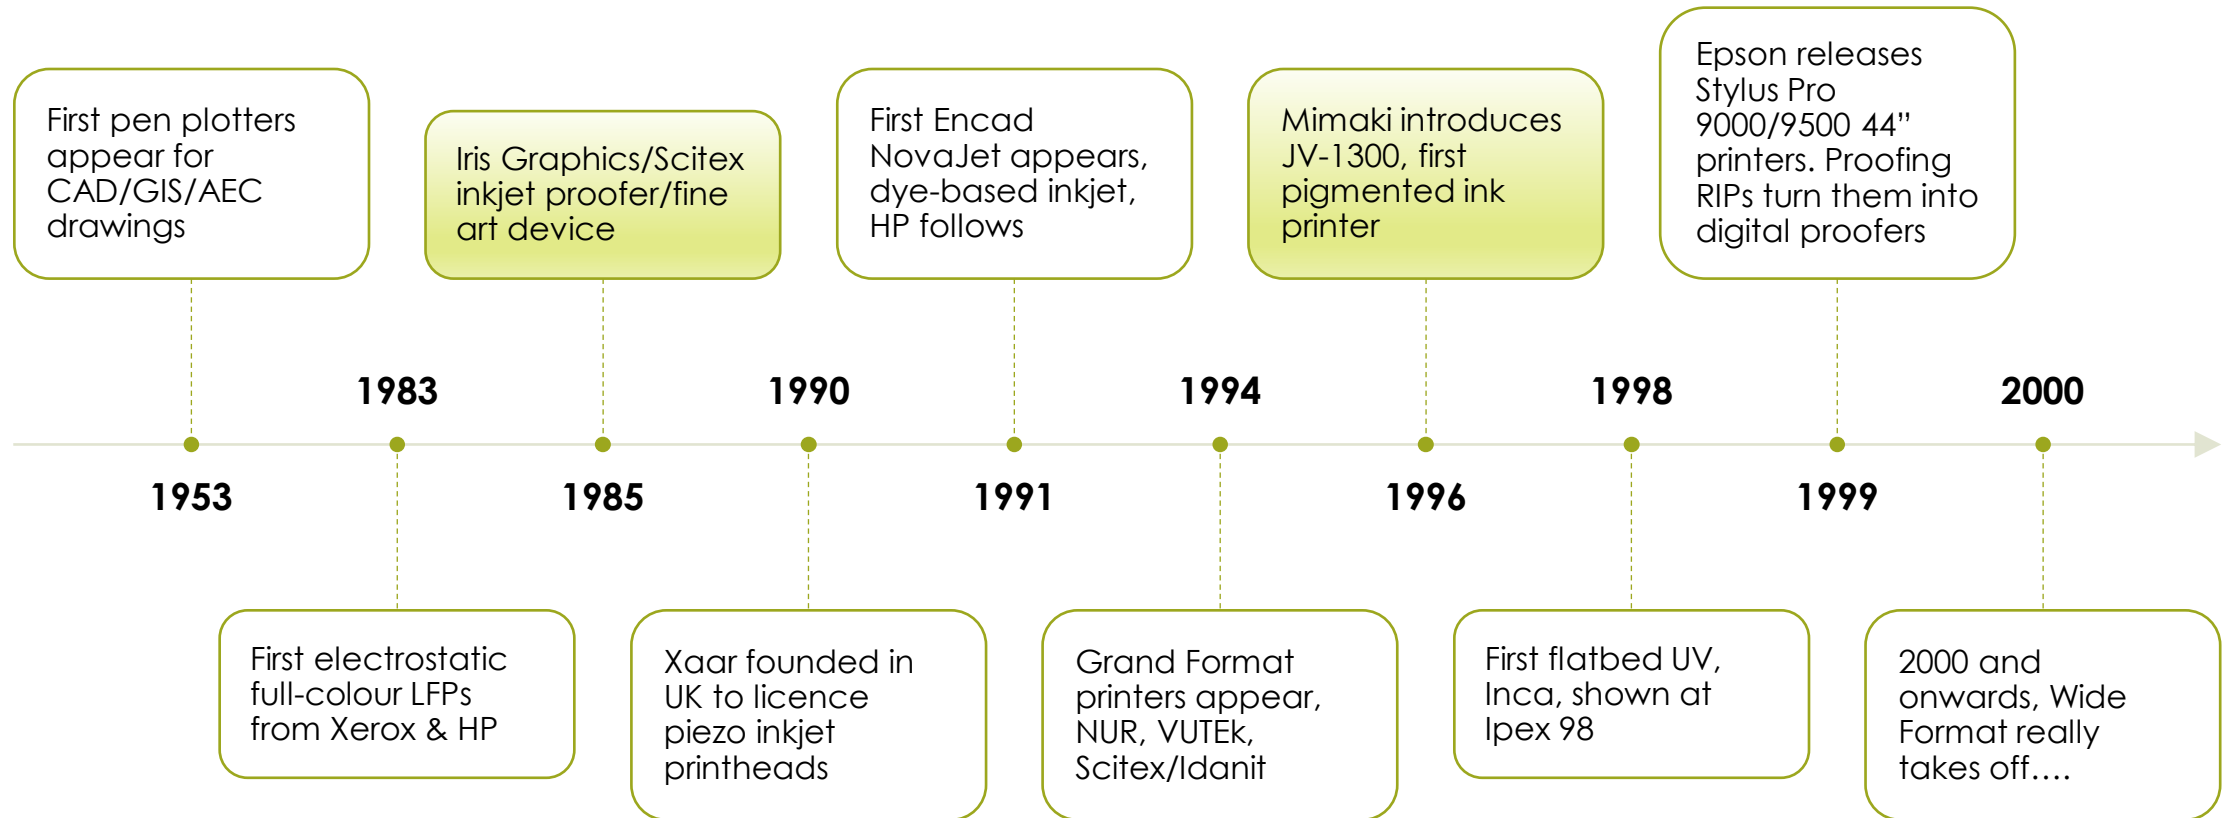 First pen plotters
appear for
CAD/GIS/AEC
drawings
Iris Graphics/Scitex
inkjet proofer/fine
art device
First Encad
NovaJet appears,
dye-based inkjet,
HP follows
Mimaki introduces
JV-1300, first
pigmented ink
printer
Epson releases
Stylus Pro
9000/9500 44”
printers. Proofing
RIPs turn them into
digital proofers
1983
1990
1994
1998
2000
1953
1985
1991
1996
1999
First electrostatic
full-colour LFPs
from Xerox & HP
Xaar founded in
UK to licence
piezo inkjet
printheads
Grand Format
printers appear,
NUR, VUTEk,
Scitex/Idanit
First flatbed UV,
Inca, shown at
Ipex 98
2000 and
onwards, Wide
Format really
takes off….